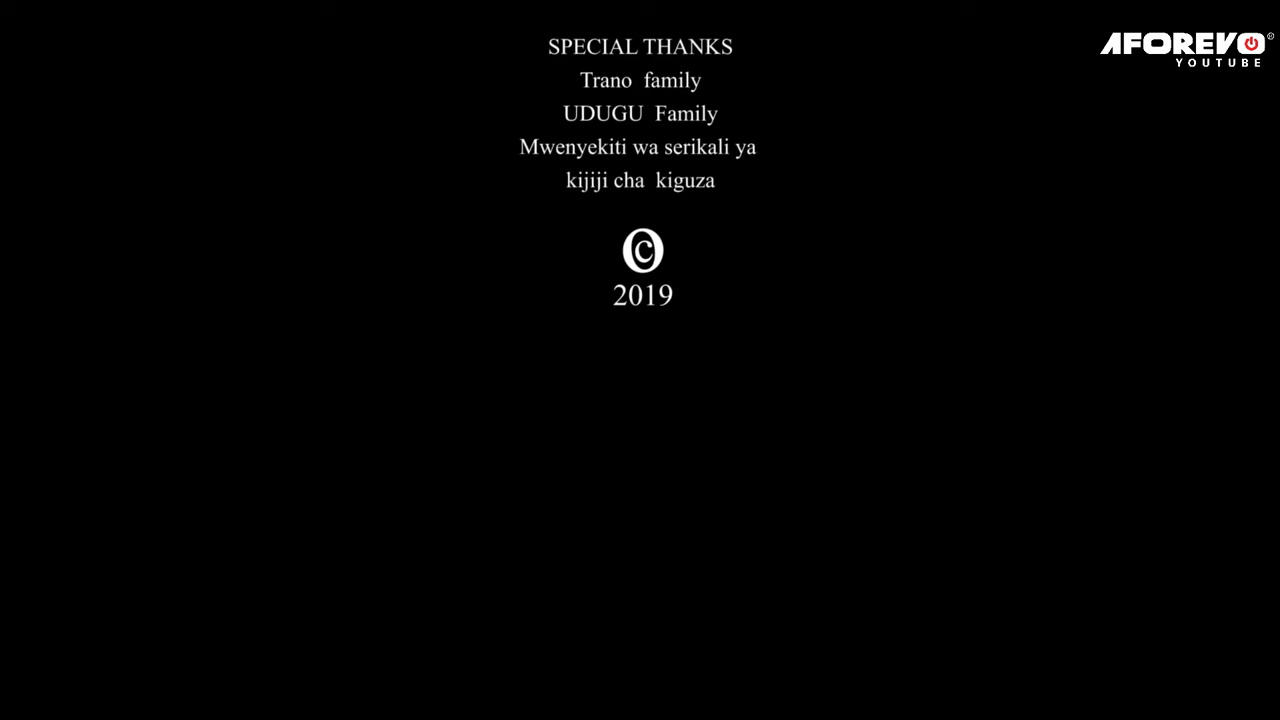 SPECIAL THANKS
Trano family
UDUGU Family
Mwenyekiti wa serikali ya
kijiji cha kiguza
©
2019
AFOREVO®
YOUTUBE